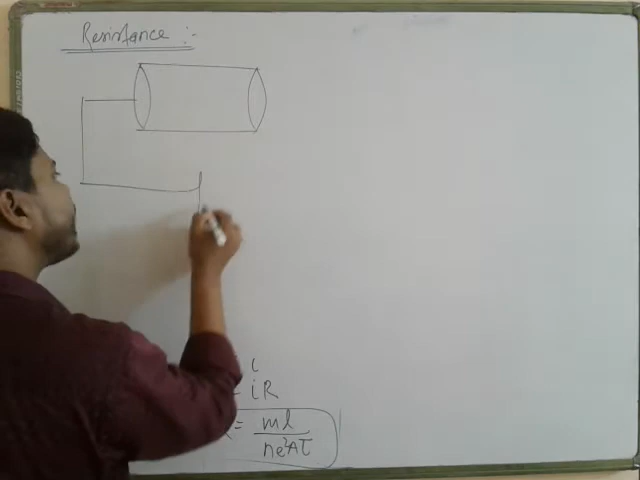 Resistance :-
i
= iR
= ml / ne²Aτ